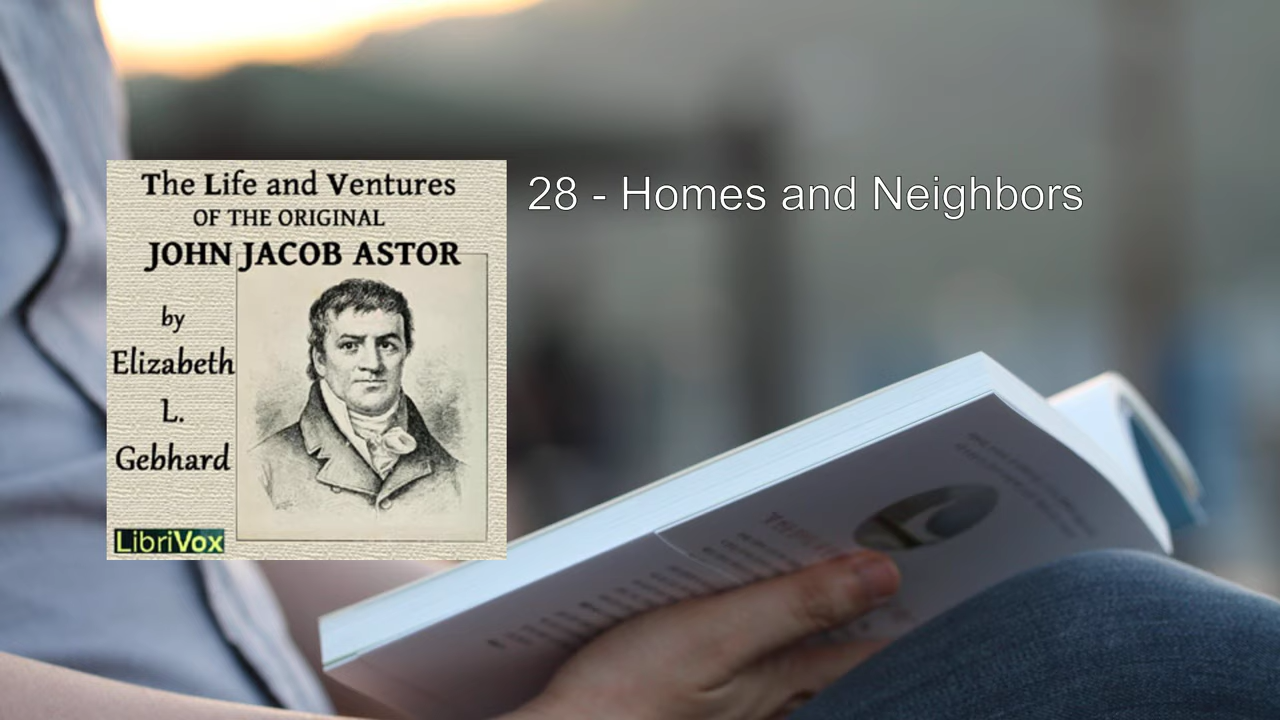 The Life and Ventures
OF THE ORIGINAL
JOHN JACOB ASTOR
by
Elizabeth
L.
Gebhard
LibriVox
28 - Homes and Neighbors